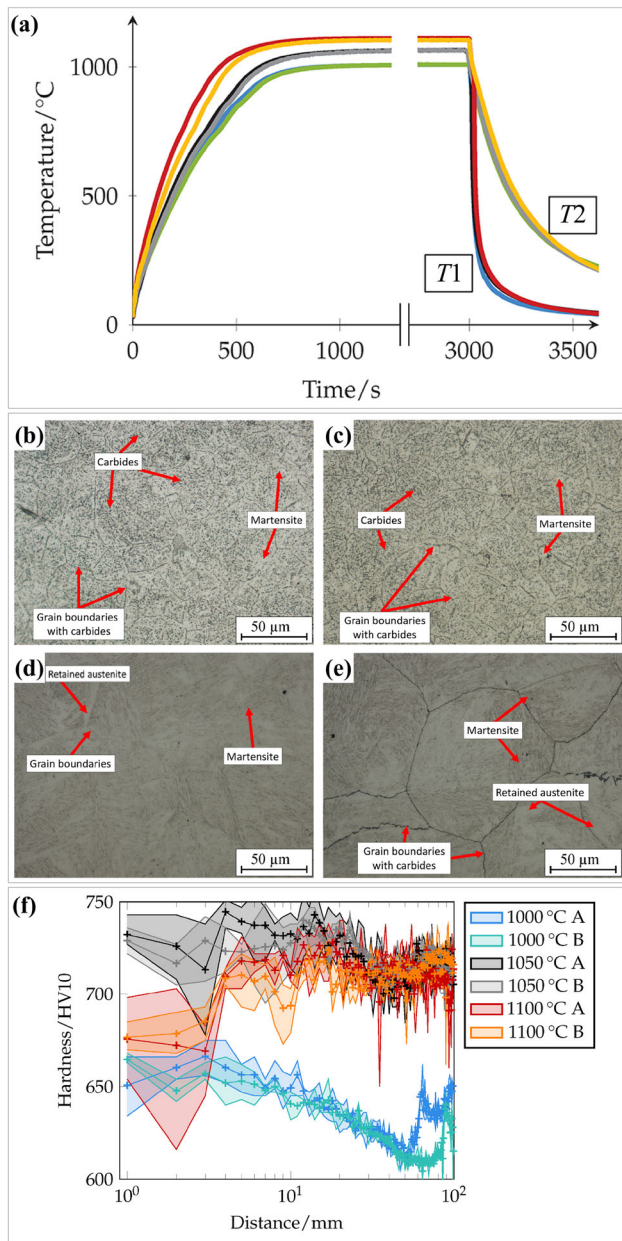 (a)
Temperature/°C
1000
500
0
T2
T1
0
500
1000
3000
3500
Time/s
(b)
Carbides
Martensite
Grain boundaries
with carbides
50 µm
(c)
Carbides
Martensite
Grain boundaries
with carbides
50 µm
(d)
Retained austenite
Grain boundaries
Martensite
50 µm
(e)
Martensite
Retained austenite
Grain boundaries
with carbides
50 µm
(f)
Hardness/HV10
750
700
650
600
10⁰
10¹
10²
Distance/mm
1000 °C A
1000 °C B
1050 °C A
1050 °C B
1100 °C A
1100 °C B